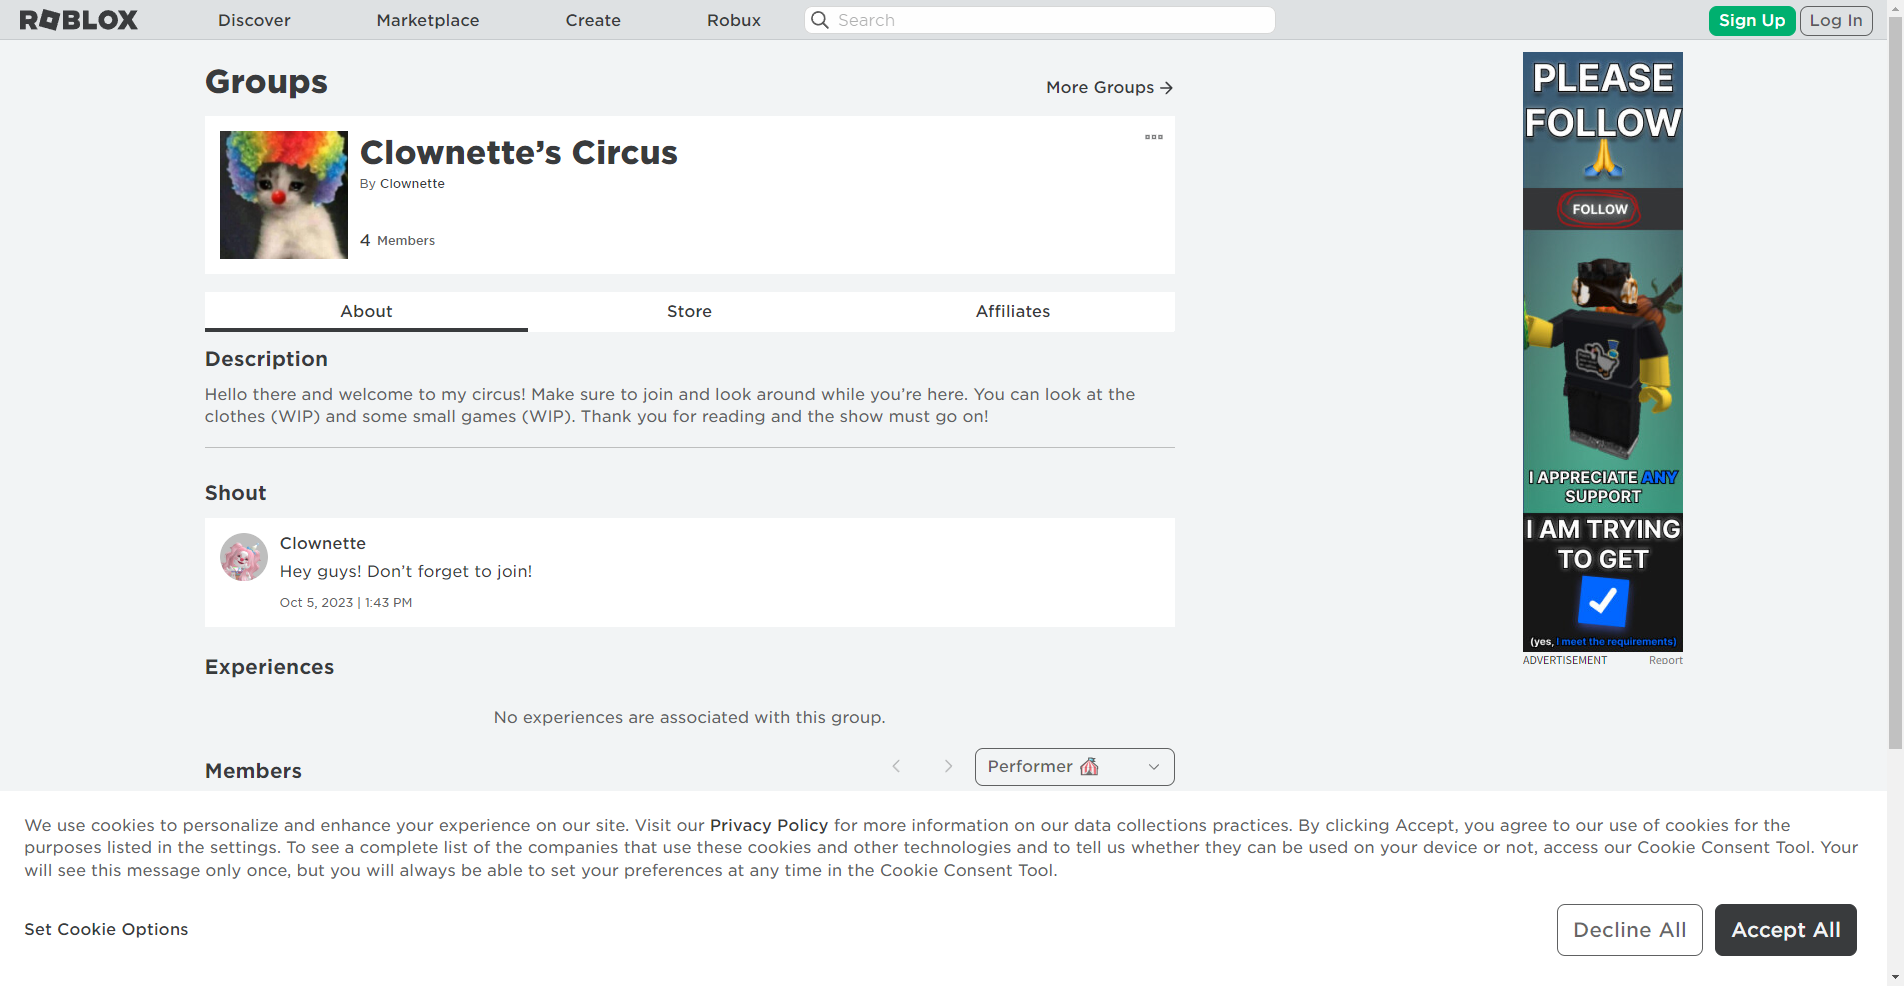 ROBLOX
Discover
Marketplace
Create
Robux
Search
Sign Up
Log In
Groups
More Groups
Clownette’s Circus
By Clownette
4 Members
About
Store
Affiliates
Description
Hello there and welcome to my circus! Make sure to join and look around while you’re here. You can look at the
clothes (WIP) and some small games (WIP). Thank you for reading and the show must go on!
Shout
Clownette
Hey guys! Don’t forget to join!
Oct 5, 2023 | 1:43 PM
Experiences
No experiences are associated with this group.
Members
Performer
PLEASE
FOLLOW
FOLLOW
I APPRECIATE ANY
SUPPORT
I AM TRYING
TO GET
(yes, I meet the requirements)
ADVERTISEMENT
Report
We use cookies to personalize and enhance your experience on our site. Visit our Privacy Policy for more information on our data collections practices. By clicking Accept, you agree to our use of cookies for the
purposes listed in the settings. To see a complete list of the companies that use these cookies and other technologies and to tell us whether they can be used on your device or not, access our Cookie Consent Tool. Your
will see this message only once, but you will always be able to set your preferences at any time in the Cookie Consent Tool.
Set Cookie Options
Decline All
Accept All